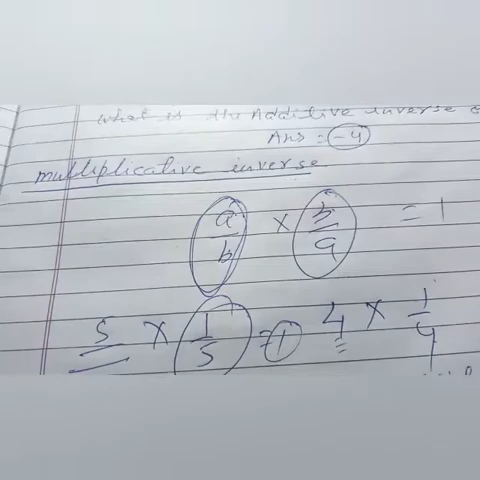 What is the Additive inverse
Ans = -4
multiplicative inverse
a/b × b/a = 1
5 × 1/5 = 1 4 × 1/4